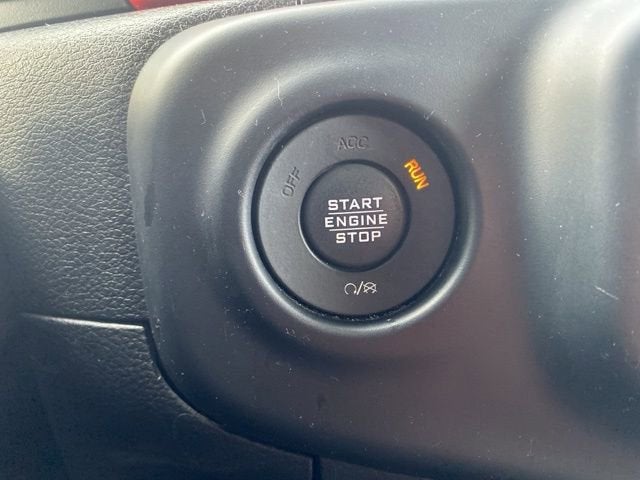 OFF
ACC
RUN
START
ENGINE
STOP